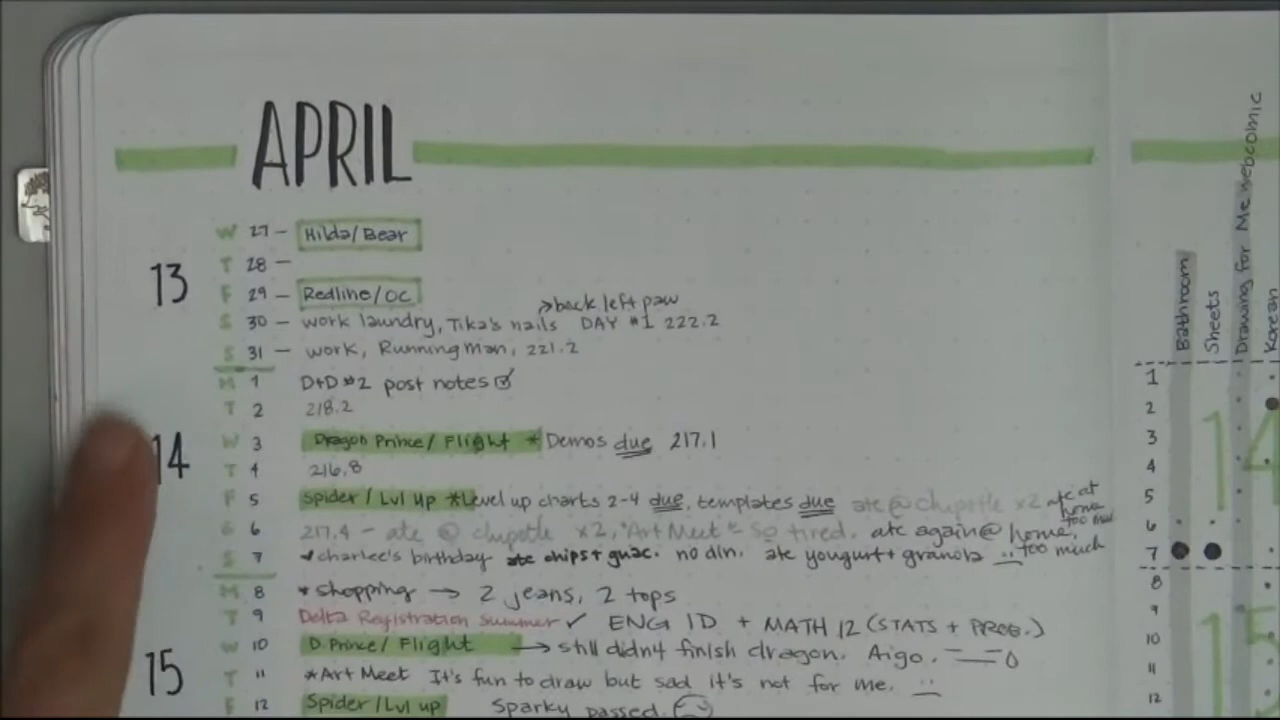 APRIL
13
W 27 - Hilda/Bear
T 28 -
F 29 - Redline/OC
→back left paw
S 30 - work laundry, Tika's nails DAY #1 222.2
S 31 - work, Running Man, 221.2
M 1 D+D #2 post notes ☑
T 2 218.2
14
W 3 Dragon Prince/ Flight * Demos due 217.1
T 4 216.8
F 5 Spider / Lvl Up *Level up charts 2-4 due, templates due ate @ chipotle x2 ate at home too much
S 6 217.4 - ate @ chipotle x2, "Art Meet" - so tired. ate again @ home.
S 7 *charlee's birthday ate chips + guac. no din. ate yougurt + granola too much
M 8 *shopping → 2 jeans, 2 tops
T 9 Delta Registration Summer ✓ ENG 1D + MATH 12 (STATS + PROB.)
15
W 10 D. Prince/ Flight → still didn't finish dragon. Aigo.
T 11 *Art Meet It's fun to draw but sad it's not for me.
F 12 Spider /Lvl up Sparky passed.
Bathroom
Sheets
Drawing for Me webcomic
Korean
1
2
3
4
5
6
7
14
8
9
10
11
12
15